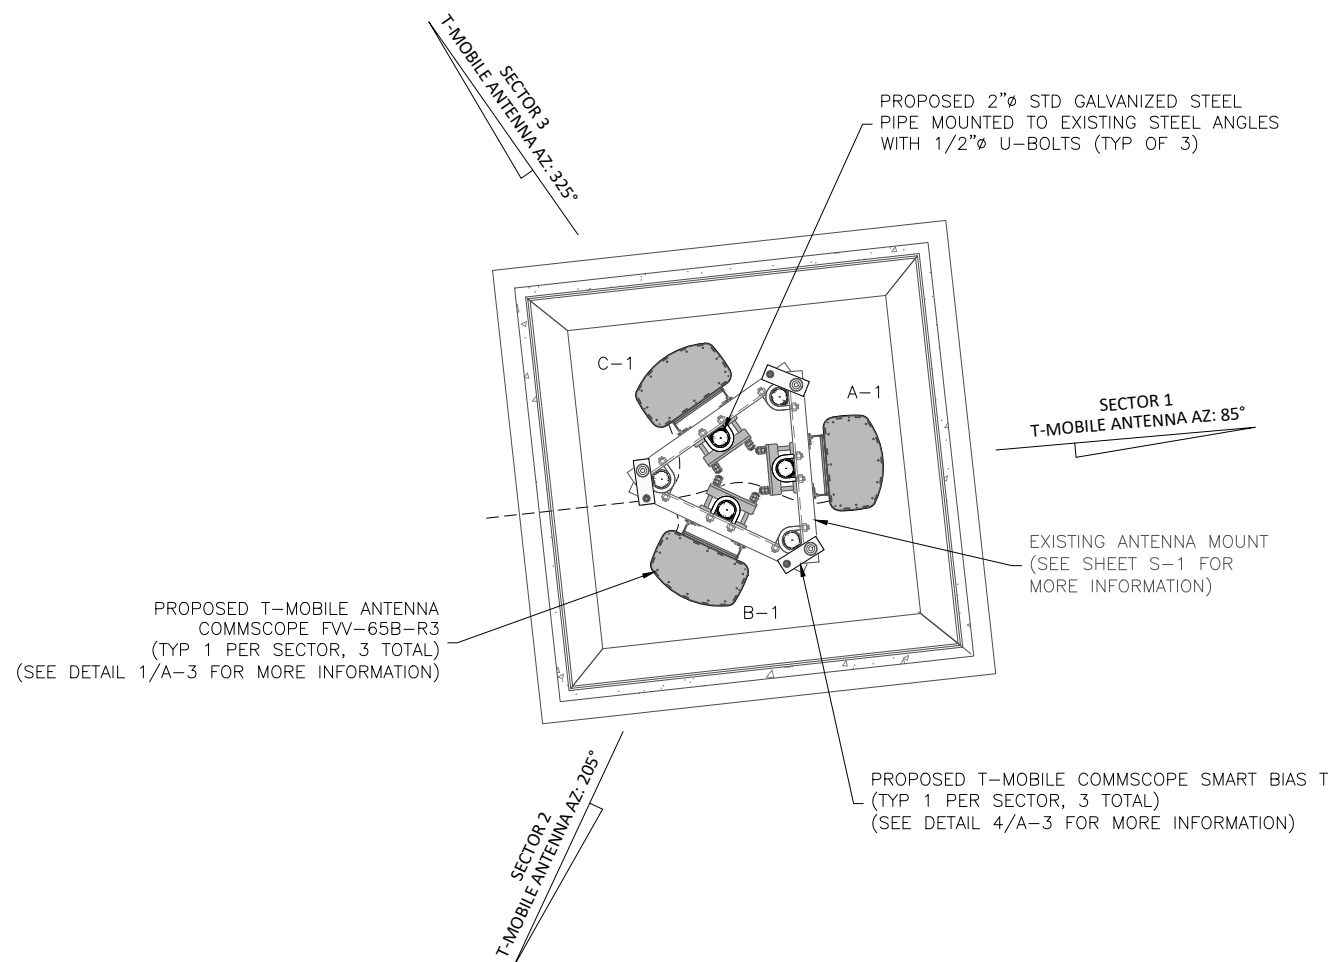 SECTOR 3
T-MOBILE ANTENNA AZ: 325°
PROPOSED 2"ø STD GALVANIZED STEEL
PIPE MOUNTED TO EXISTING STEEL ANGLES
WITH 1/2"ø U-BOLTS (TYP OF 3)
C-1
A-1
SECTOR 1
T-MOBILE ANTENNA AZ: 85°
EXISTING ANTENNA MOUNT
(SEE SHEET S-1 FOR
MORE INFORMATION)
B-1
PROPOSED T-MOBILE ANTENNA
COMMSCOPE FVV-65B-R3
(TYP 1 PER SECTOR, 3 TOTAL)
(SEE DETAIL 1/A-3 FOR MORE INFORMATION)
PROPOSED T-MOBILE COMMSCOPE SMART BIAS T
(TYP 1 PER SECTOR, 3 TOTAL)
(SEE DETAIL 4/A-3 FOR MORE INFORMATION)
SECTOR 2
T-MOBILE ANTENNA AZ: 205°